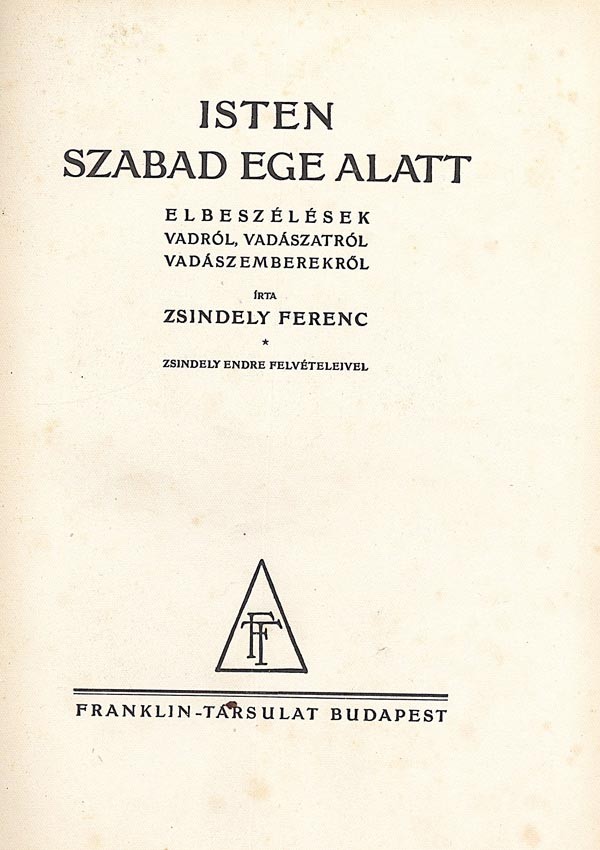 ISTEN
SZABAD EGE ALATT
ELBESZÉLÉSEK
VADRÓL, VADÁSZATRÓL
VADÁSZEMBEREKRŐL
ÍRTA
ZSINDELY FERENC
*
ZSINDELY ENDRE FELVÉTELEIVEL
FT
FRANKLIN-TÁRSULAT BUDAPEST